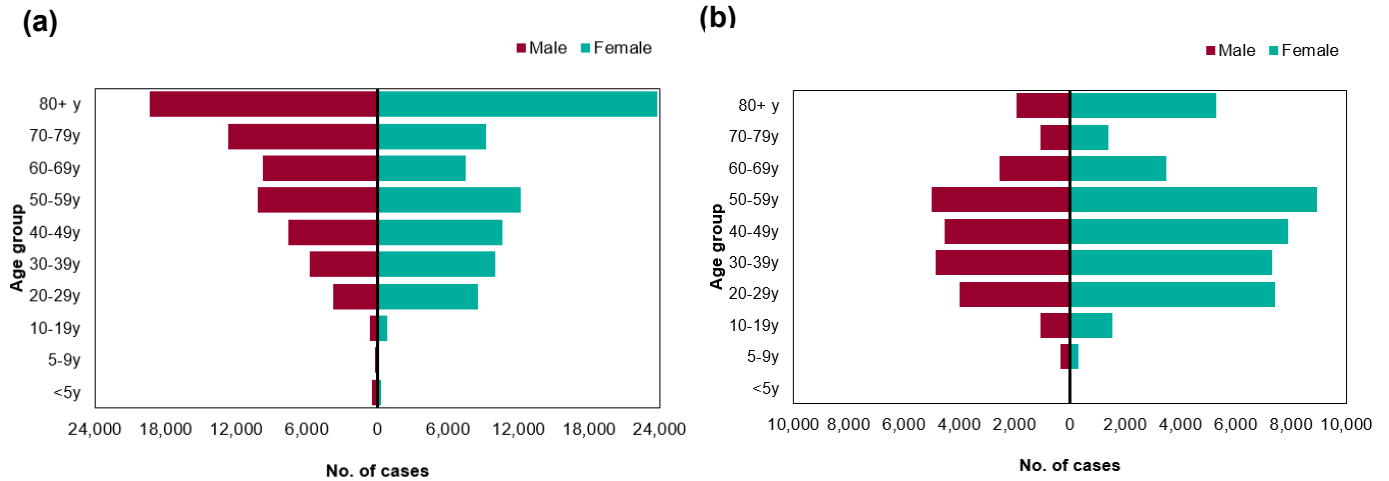 (a)
Male Female
Age group
80+ y
70-79y
60-69y
50-59y
40-49y
30-39y
20-29y
10-19y
5-9y
<5y
24,000 18,000 12,000 6,000 0 6,000 12,000 18,000 24,000
No. of cases
(b)
Male Female
Age group
80+ y
70-79y
60-69y
50-59y
40-49y
30-39y
20-29y
10-19y
5-9y
<5y
10,000 8,000 6,000 4,000 2,000 0 2,000 4,000 6,000 8,000 10,000
No. of cases